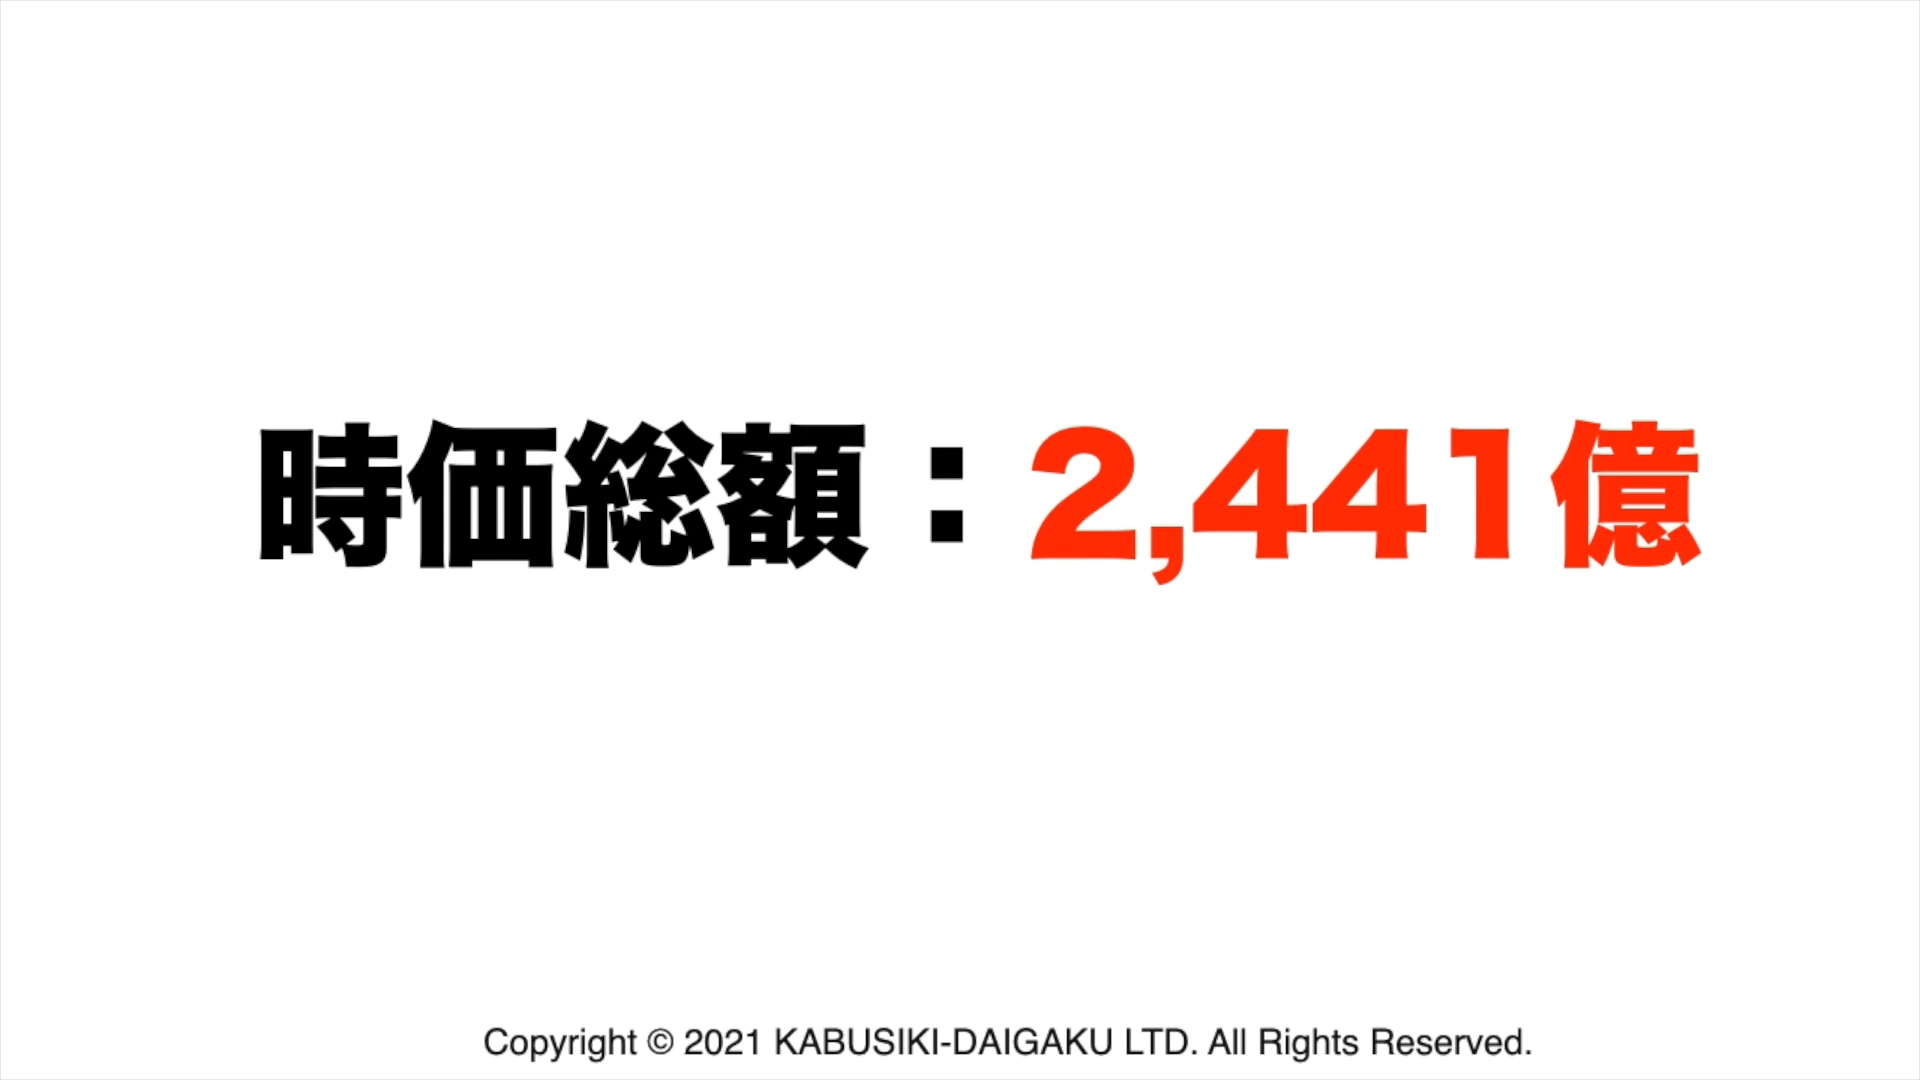 時価総額：2,441億
Copyright © 2021 KABUSIKI-DAIGAKU LTD. All Rights Reserved.